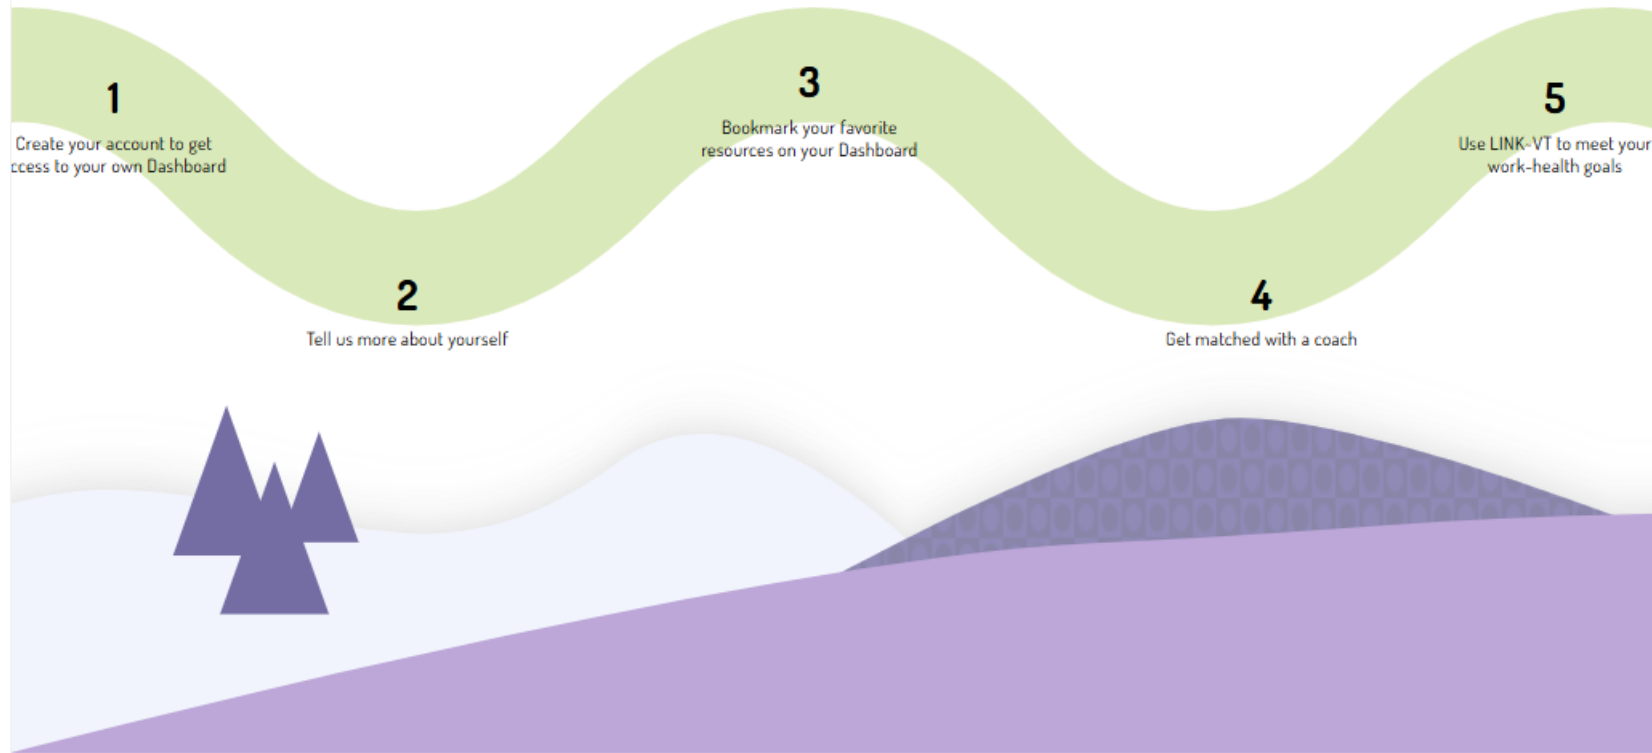 1
Create your account to get
ccess to your own Dashboard
2
Tell us more about yourself
3
Bookmark your favorite
resources on your Dashboard
4
Get matched with a coach
5
Use LINK-VT to meet your
work-health goals